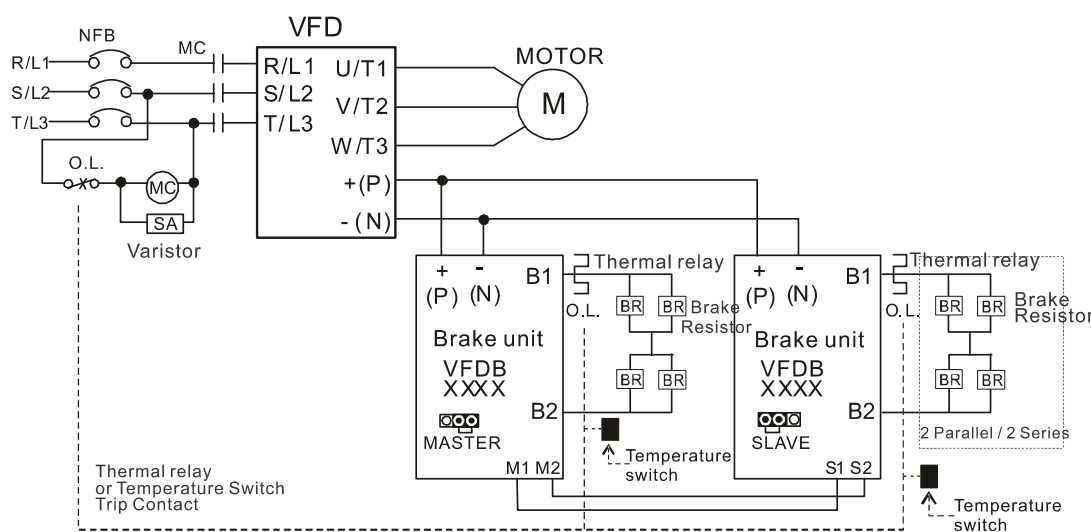 VFD
NFB
MC
MOTOR
R/L1
S/L2
T/L3
R/L1
S/L2
T/L3
U/T1
V/T2
W/T3
+(P)
-(N)
M
O.L.
MC
SA
Varistor
+
(P)
-
(N)
B1
Brake unit
VFDB
XXXX
B2
MASTER
M1 M2
Thermal relay
O.L.
BR
BR
Brake
Resistor
BR
BR
Temperature
switch
+
(P)
-
(N)
B1
Brake unit
VFDB
XXXX
B2
SLAVE
S1 S2
Thermal relay
O.L.
BR
BR
Brake
Resistor
BR
BR
2 Parallel / 2 Series
Temperature
switch
Thermal relay
or Temperature Switch
Trip Contact